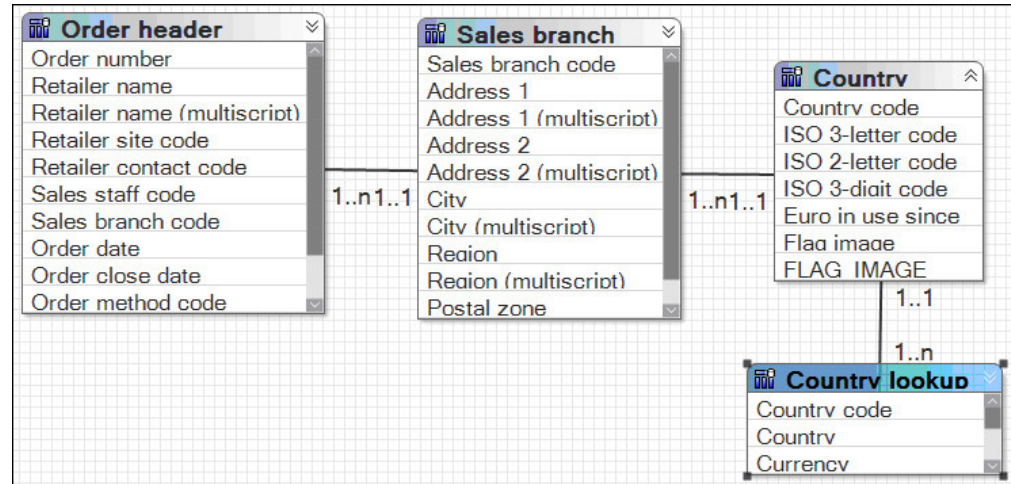 Order header
Order number
Retailer name
Retailer name (multiscript)
Retailer site code
Retailer contact code
Sales staff code
Sales branch code
Order date
Order close date
Order method code
1..n 1..1
Sales branch
Sales branch code
Address 1
Address 1 (multiscript)
Address 2
Address 2 (multiscript)
City
City (multiscript)
Region
Region (multiscript)
Postal zone
1..n 1..1
Country
Country code
ISO 3-letter code
ISO 2-letter code
ISO 3-digit code
Euro in use since
Flag image
FLAG_IMAGE
1..1
1..n
Country lookup
Country code
Country
Currency